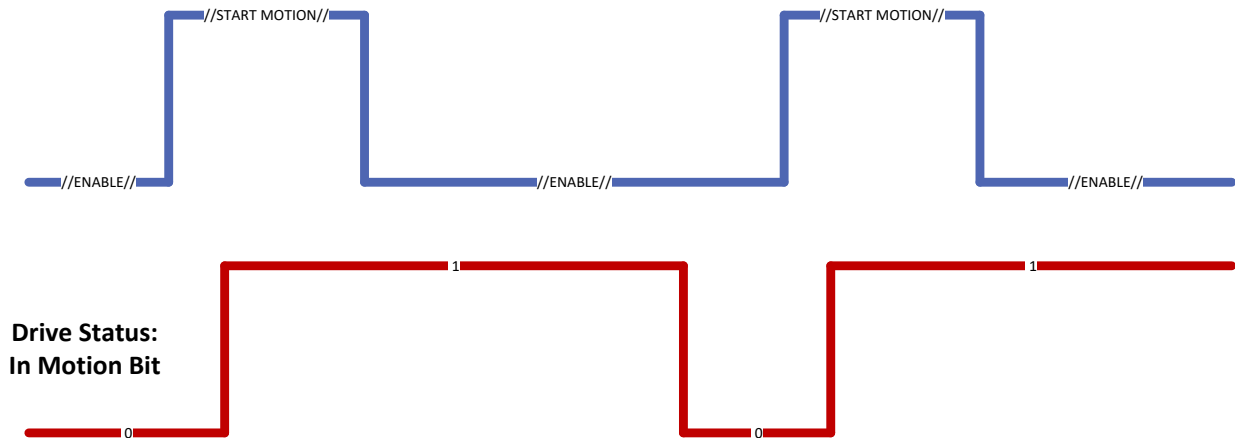 //START MOTION//
//START MOTION//
//ENABLE//
//ENABLE//
//ENABLE//
1
1
Drive Status:
In Motion Bit
0
0